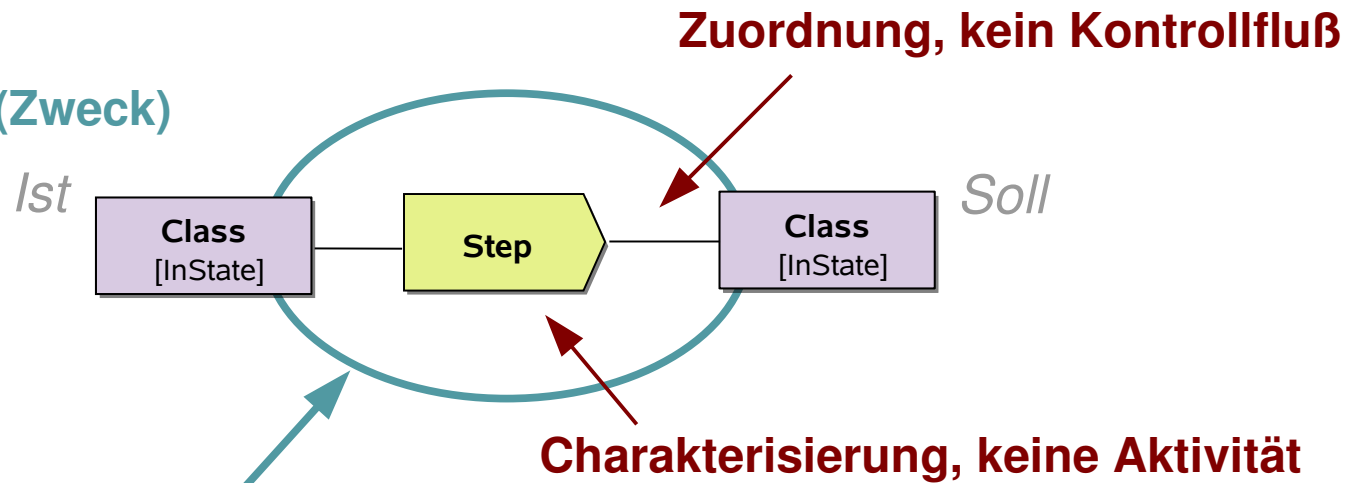 Zuordnung, kein Kontrollfluß
(Zweck)
Ist
Class
[InState]
Step
Class
[InState]
Soll
Charakterisierung, keine Aktivität